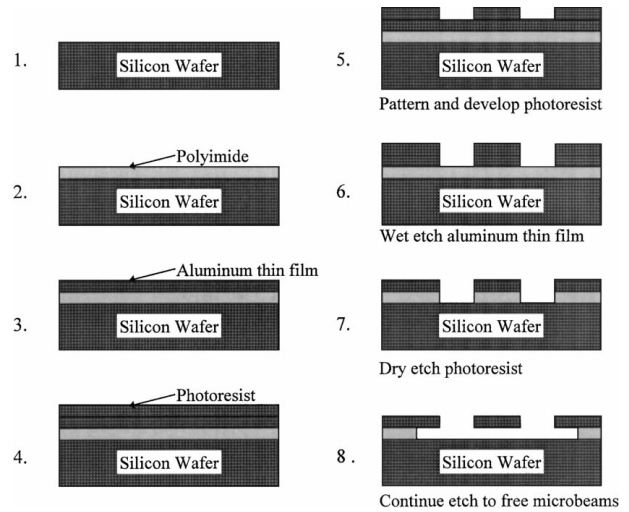 1.
Silicon Wafer
Polyimide
2.
Silicon Wafer
Aluminum thin film
3.
Silicon Wafer
Photoresist
4.
Silicon Wafer
5.
Silicon Wafer
Pattern and develop photoresist
6.
Silicon Wafer
Wet etch aluminum thin film
7.
Silicon Wafer
Dry etch photoresist
8 .
Silicon Wafer
Continue etch to free microbeams